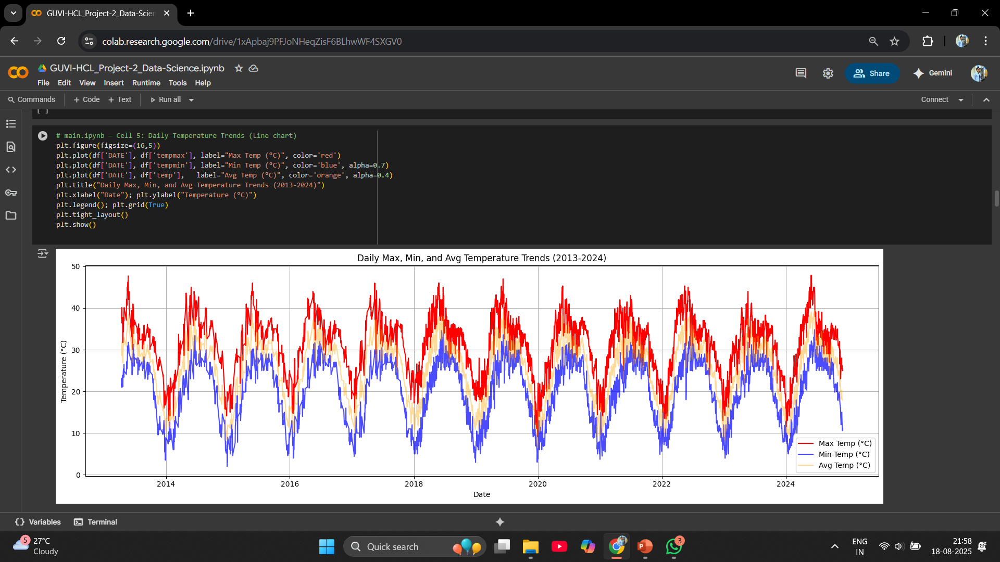 GUVI-HCL_Project-2_Data-Scien
colab.research.google.com/drive/1xApbaj9PFJoNHeqZisF6BLhwWF4SXGV0
GUVI-HCL_Project-2_Data-Science.ipynb
File Edit View Insert Runtime Tools Help
Share
Gemini
Commands + Code + Text Run all
Connect
[ ]
# main.ipynb — Cell 5: Daily Temperature Trends (Line chart)
plt.figure(figsize=(16,5))
plt.plot(df['DATE'], df['tempmax'], label="Max Temp (°C)", color='red')
plt.plot(df['DATE'], df['tempmin'], label="Min Temp (°C)", color='blue', alpha=0.7)
plt.plot(df['DATE'], df['temp'],   label="Avg Temp (°C)", color='orange', alpha=0.4)
plt.title("Daily Max, Min, and Avg Temperature Trends (2013-2024)")
plt.xlabel("Date"); plt.ylabel("Temperature (°C)")
plt.legend(); plt.grid(True)
plt.tight_layout()
plt.show()
Daily Max, Min, and Avg Temperature Trends (2013-2024)
50
40
30
20
10
0
Temperature (°C)
2014 2016 2018 2020 2022 2024
Date
Max Temp (°C)
Min Temp (°C)
Avg Temp (°C)
{} Variables Terminal
5
27°C
Cloudy
Quick search
3
ENG
IN
21:58
18-08-2025